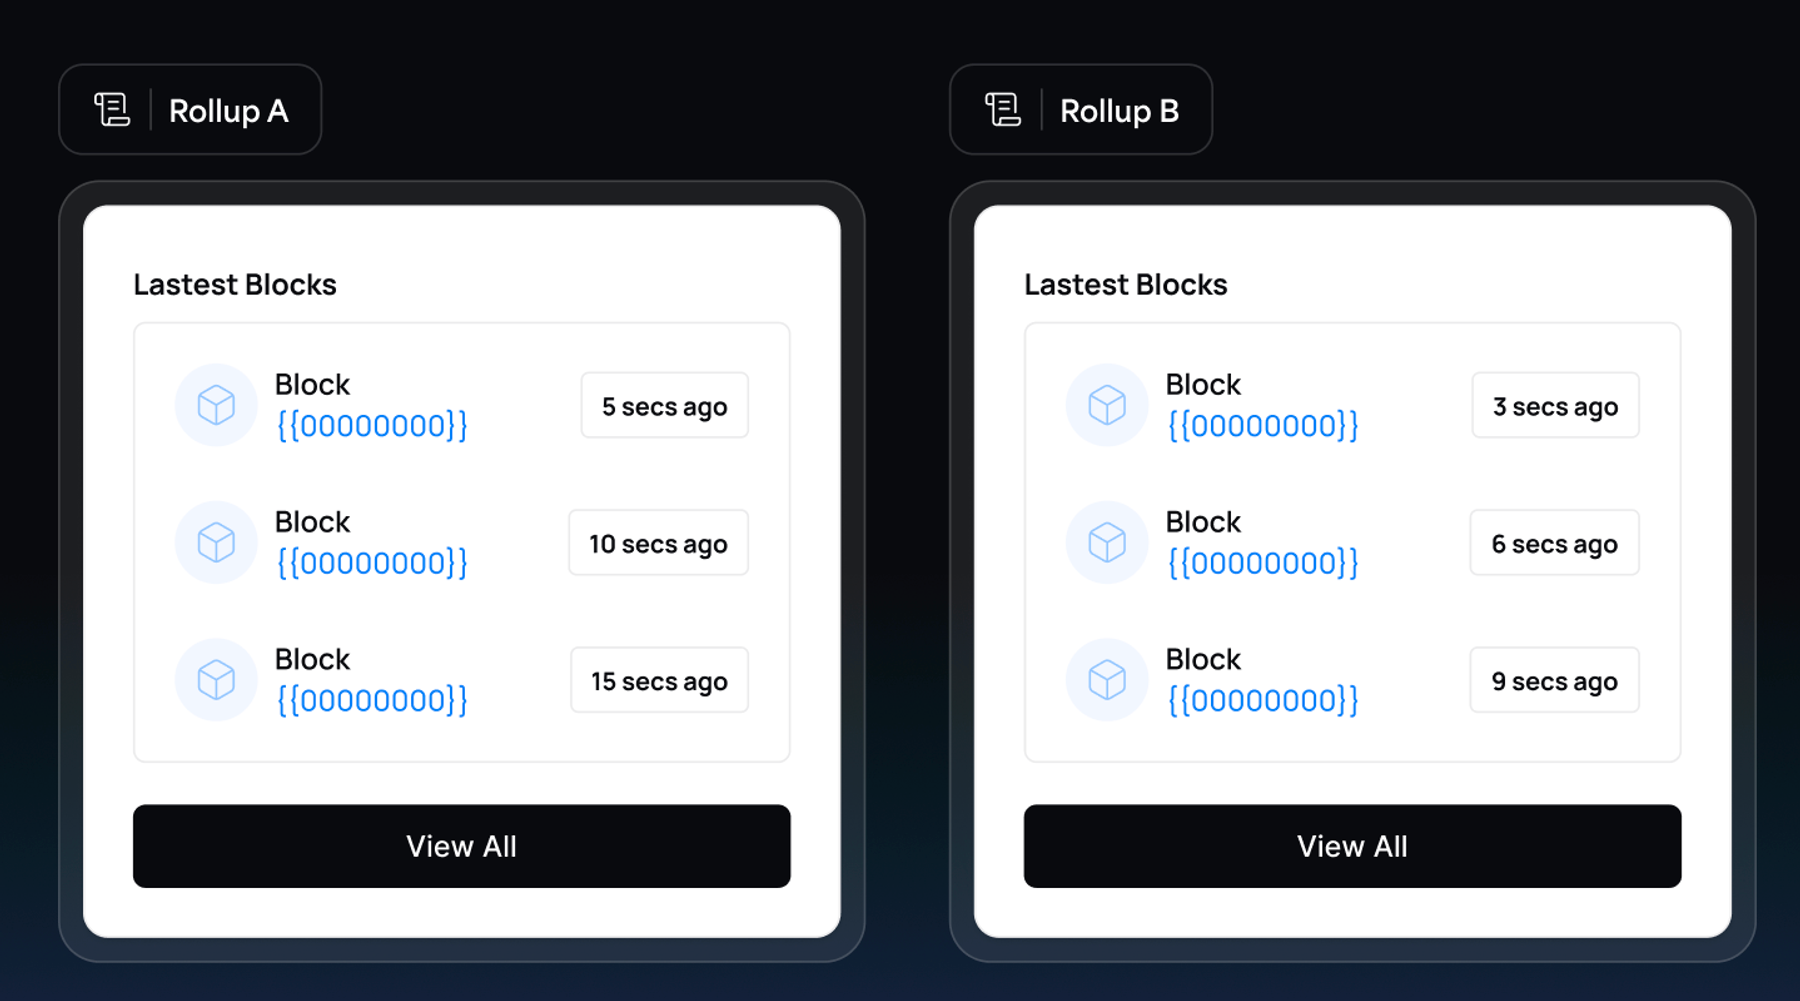 Rollup A
Lastest Blocks
Block
{{00000000}}
5 secs ago
Block
{{00000000}}
10 secs ago
Block
{{00000000}}
15 secs ago
View All
Rollup B
Lastest Blocks
Block
{{00000000}}
3 secs ago
Block
{{00000000}}
6 secs ago
Block
{{00000000}}
9 secs ago
View All